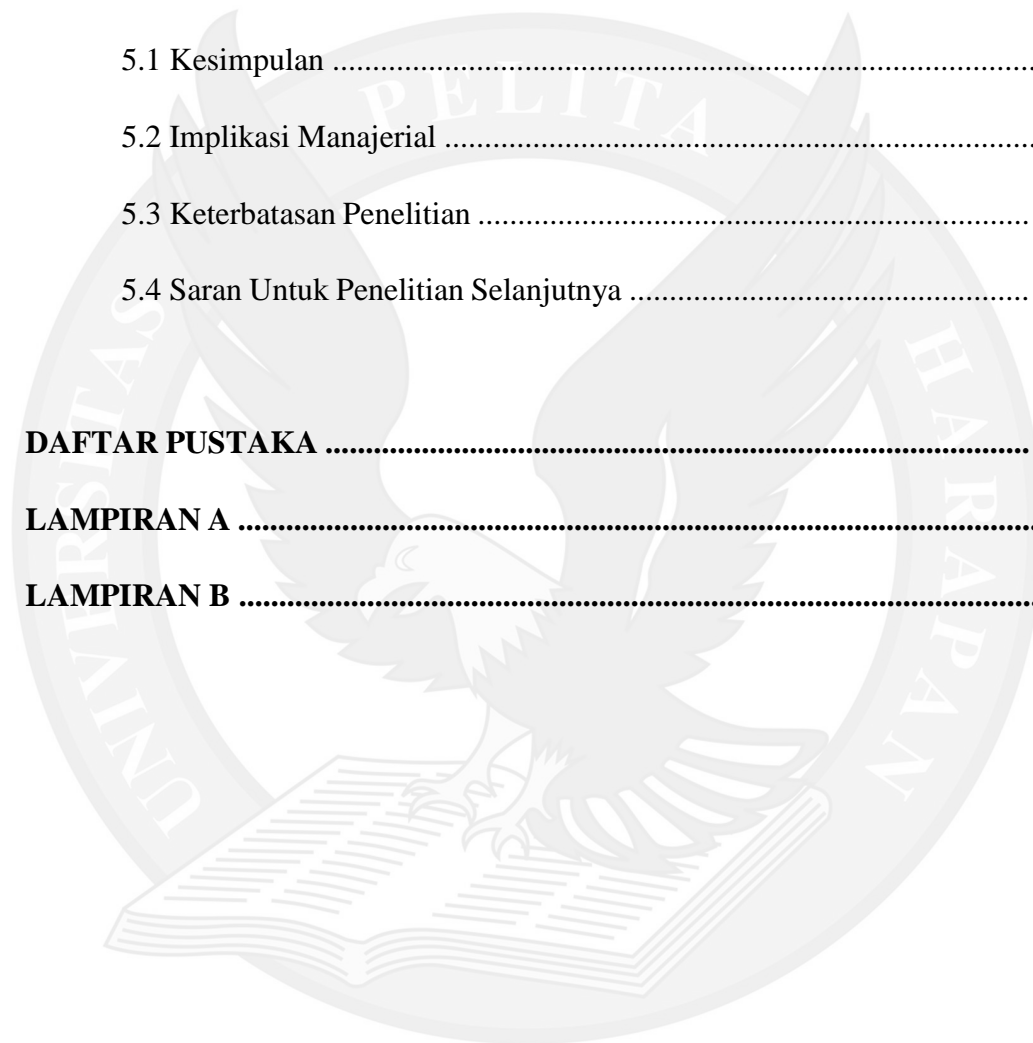 5.1 Kesimpulan ...........................................................................
5.2 Implikasi Manajerial ...............................................................
5.3 Keterbatasan Penelitian ..........................................................
5.4 Saran Untuk Penelitian Selanjutnya .............................................
DAFTAR PUSTAKA .....................................................................
LAMPIRAN A ............................................................................
LAMPIRAN B ............................................................................
UNIVERSITAS PELITA HARAPAN